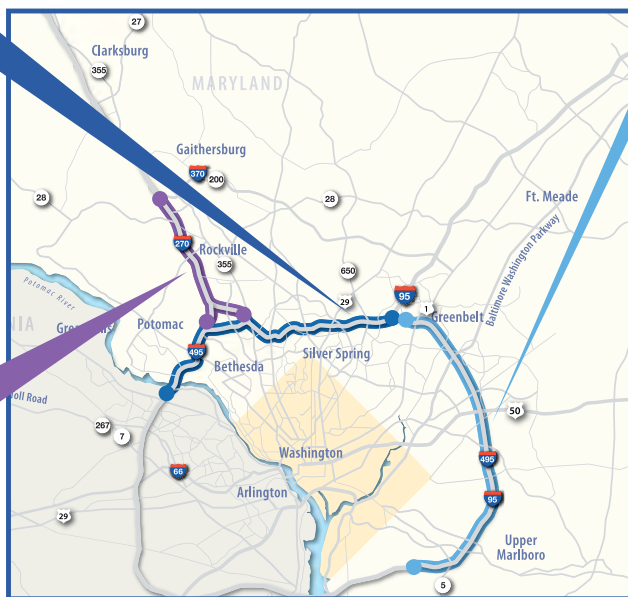 27
Clarksburg
355
MARYLAND
Gaithersburg
370
200
28
28
Ft. Meade
270
Rockville
355
650
Baltimore Washington Parkway
Potomac River
29
95
1
Greenbelt
NIA
Potomac
495
Silver Spring
Bethesda
oll Road
50
267
7
Washington
495
66
Arlington
95
29
Upper
Marlboro
5